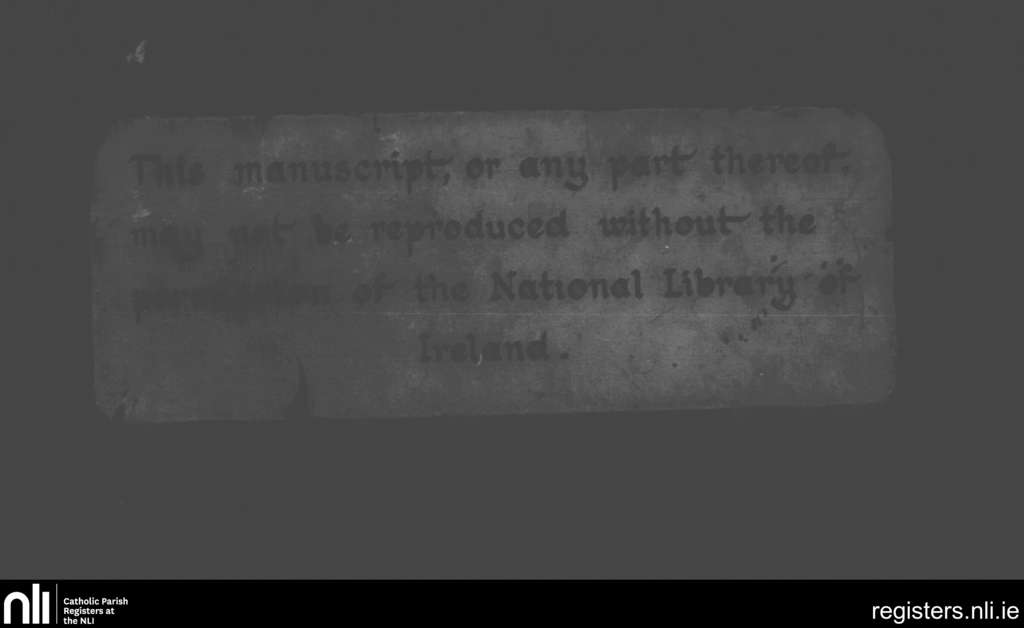 This manuscript, or any part thereof.
may not be reproduced without the
permission of the National Library of
Ireland.
nli
Catholic Parish
Registers at
the NLI
registers.nli.ie